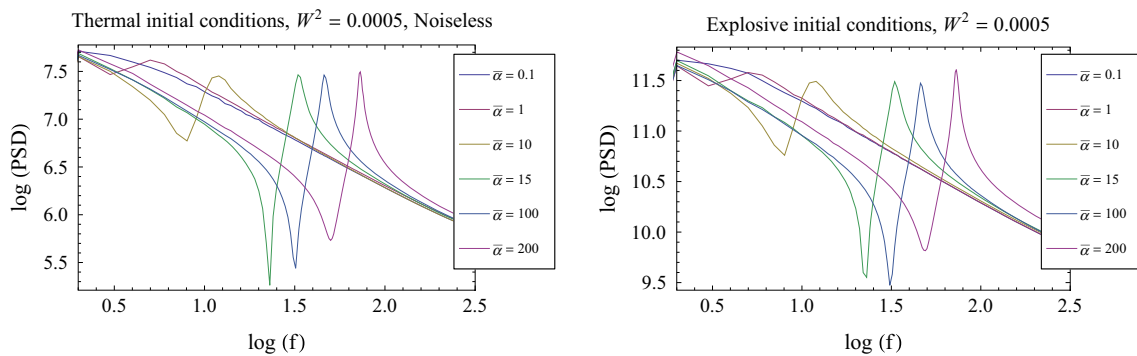 Thermal initial conditions, W² = 0.0005, Noiseless
log (PSD)
7.5
7.0
6.5
6.0
5.5
0.5
1.0
1.5
2.0
2.5
log (f)
α̅ = 0.1
α̅ = 1
α̅ = 10
α̅ = 15
α̅ = 100
α̅ = 200
Explosive initial conditions, W² = 0.0005
log (PSD)
11.5
11.0
10.5
10.0
9.5
0.5
1.0
1.5
2.0
2.5
log (f)
α̅ = 0.1
α̅ = 1
α̅ = 10
α̅ = 15
α̅ = 100
α̅ = 200